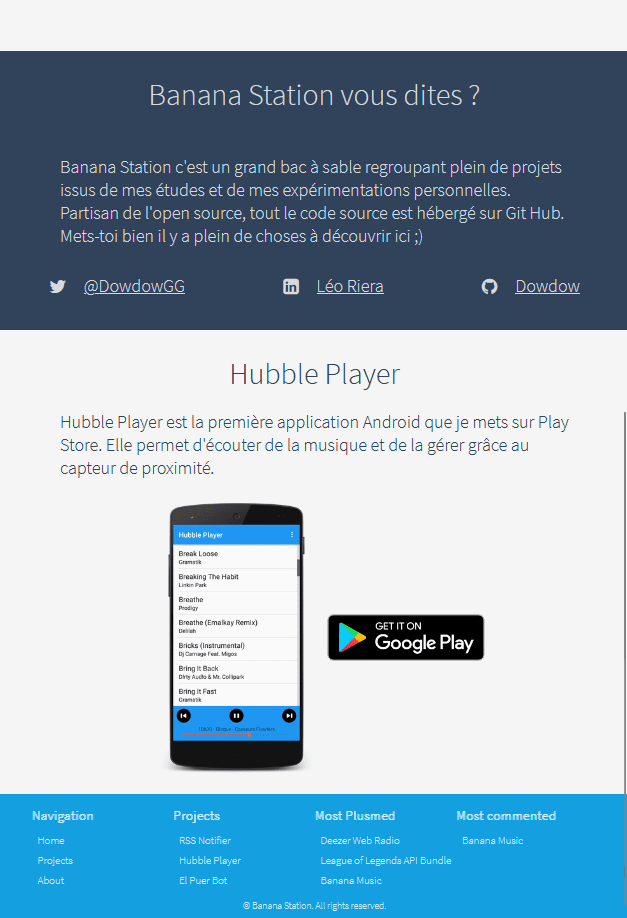 Banana Station vous dites ?
Banana Station c'est un grand bac à sable regroupant plein de projets
issus de mes études et de mes expérimentations personnelles.
Partisan de l'open source, tout le code source est hébergé sur Git Hub.
Mets-toi bien il y a plein de choses à découvrir ici ;)
@DowdowGG
Léo Riera
Dowdow
Hubble Player
Hubble Player est la première application Android que je mets sur Play
Store. Elle permet d'écouter de la musique et de la gérer grâce au
capteur de proximité.
Hubble Player
Break Loose
Gramatik
Breaking The Habit
Linkin Park
Breathe
Prodigy
Breathe (Emalkay Remix)
Delilah
Bricks (Instrumental)
Dj Carnage Feat. Migos
Bring It Back
Dirty Audio & Mr. Collipark
Bring It Fast
Gramatik
GET IT ON
Google Play
Navigation
Home
Projects
About
Projects
RSS Notifier
Hubble Player
El Puer Bot
Most Plusmed
Deezer Web Radio
League of Legends API Bundle
Banana Music
Most commented
Banana Music
© Banana Station. All rights reserved.